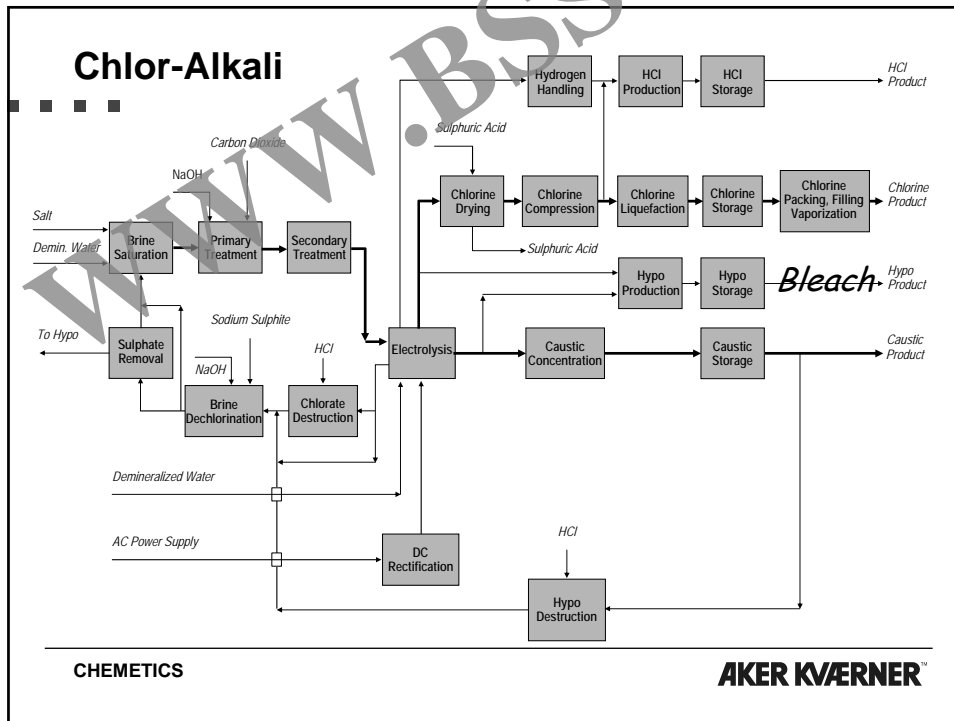 Chlor-Alkali
Hydrogen
Handling
HCl
Production
HCl
Storage
HCl
Product
Sulphuric Acid
Carbon Dioxide
NaOH
Chlorine
Drying
Chlorine
Compression
Chlorine
Liquefaction
Chlorine
Storage
Chlorine
Packing, Filling
Vaporization
Chlorine
Product
Salt
Demin. Water
Brine
Saturation
Primary
Treatment
Secondary
Treatment
Sulphuric Acid
Hypo
Production
Hypo
Storage
Bleach
Hypo
Product
To Hypo
Sulphate
Removal
Sodium Sulphite
NaOH
HCl
Electrolysis
Caustic
Concentration
Caustic
Storage
Caustic
Product
Brine
Dechlorination
Chlorate
Destruction
Demineralized Water
AC Power Supply
DC
Rectification
HCl
Hypo
Destruction
CHEMETICS
AKER KVÆRNER™
WWW.BSS